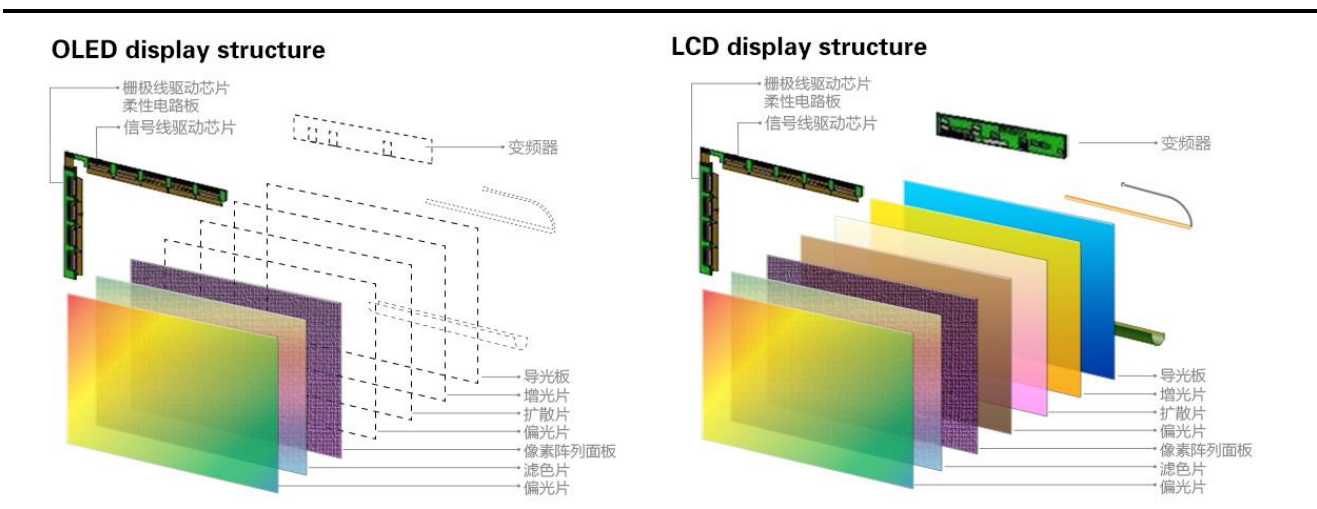 OLED display structure
栅极线驱动芯片
柔性电路板
信号线驱动芯片
变频器
导光板
增光片
扩散片
偏光片
像素阵列面板
滤色片
偏光片
LCD display structure
栅极线驱动芯片
柔性电路板
信号线驱动芯片
变频器
导光板
增光片
扩散片
偏光片
像素阵列面板
滤色片
偏光片